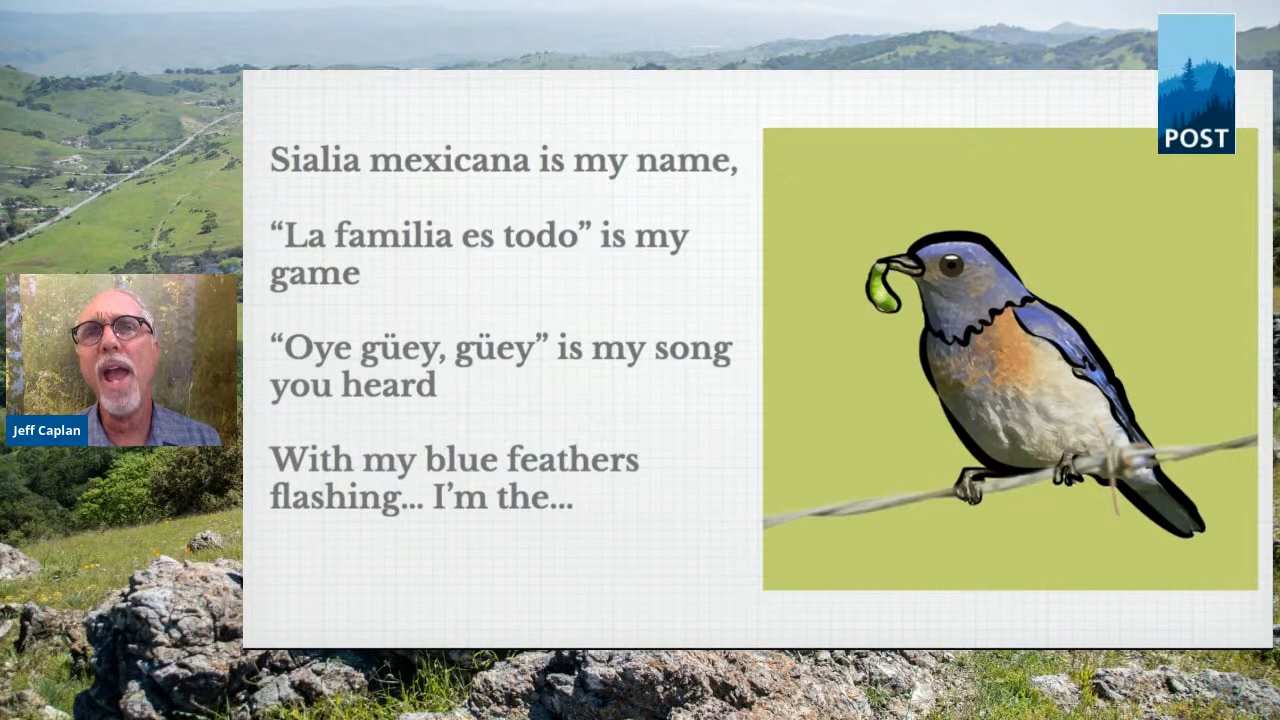 POST
Sialia mexicana is my name,
“La familia es todo” is my
game
“Oye güey, güey” is my song
you heard
With my blue feathers
flashing... I’m the...
Jeff Caplan